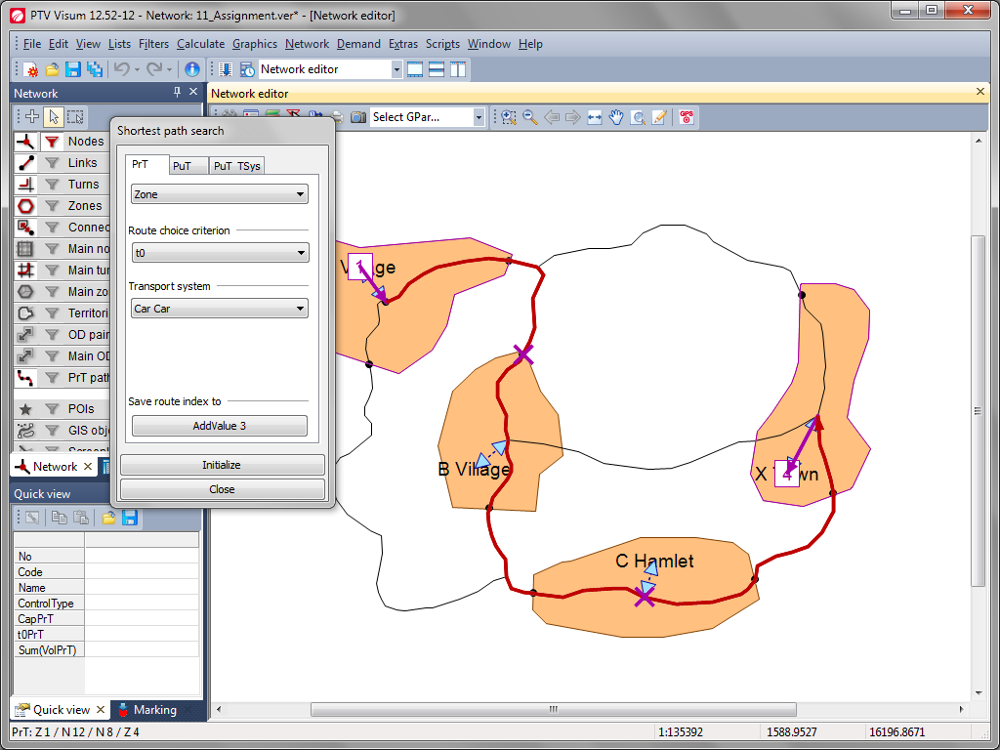 PTV Visum 12.52-12 - Network: 11_Assignment.ver* - [Network editor]
File Edit View Lists Filters Calculate Graphics Network Demand Extras Scripts Window Help
Network editor
Network
Network editor
Select GPar...
GPS
Nodes
Links
Turns
Zones
Connec
Main no
Main tu
Main zo
Territori
OD pair
Main OD
PrT path
POIs
GIS obje
Network
Shortest path search
PrT PuT PuT TSys
Zone
Route choice criterion
t0
Transport system
Car Car
Save route index to
AddValue 3
Initialize
Close
B Village
C Hamlet
X
4
Quick view
No
Code
Name
ControlType
CapPrT
t0PrT
Sum(VolPrT)
Quick view Marking
PrT: Z 1 / N 12 / N 8 / Z 4
1:135392
1588.9527
16196.8671